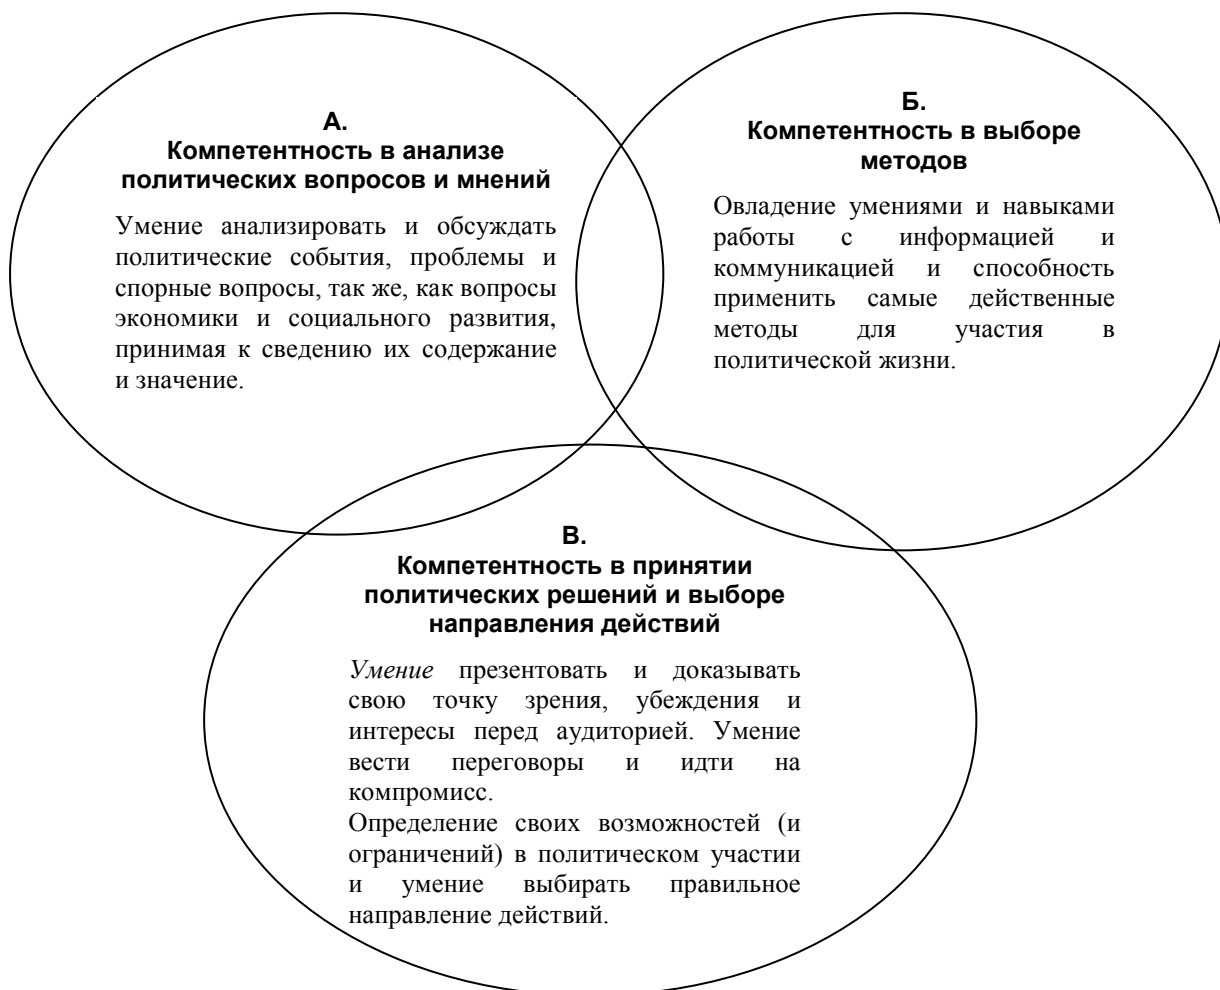 А.
Компетентность в анализе
политических вопросов и мнений
Умение анализировать и обсуждать
политические события, проблемы и
спорные вопросы, так же, как вопросы
экономики и социального развития,
принимая к сведению их содержание
и значение.
Б.
Компетентность в выборе
методов
Овладение умениями и навыками
работы с информацией и
коммуникацией и способность
применить самые действенные
методы для участия в
политической жизни.
В.
Компетентность в принятии
политических решений и выборе
направления действий
Умение презентовать и доказывать
свою точку зрения, убеждения и
интересы перед аудиторией. Умение
вести переговоры и идти на
компромисс.
Определение своих возможностей (и
ограничений) в политическом участии
и умение выбирать правильное
направление действий.